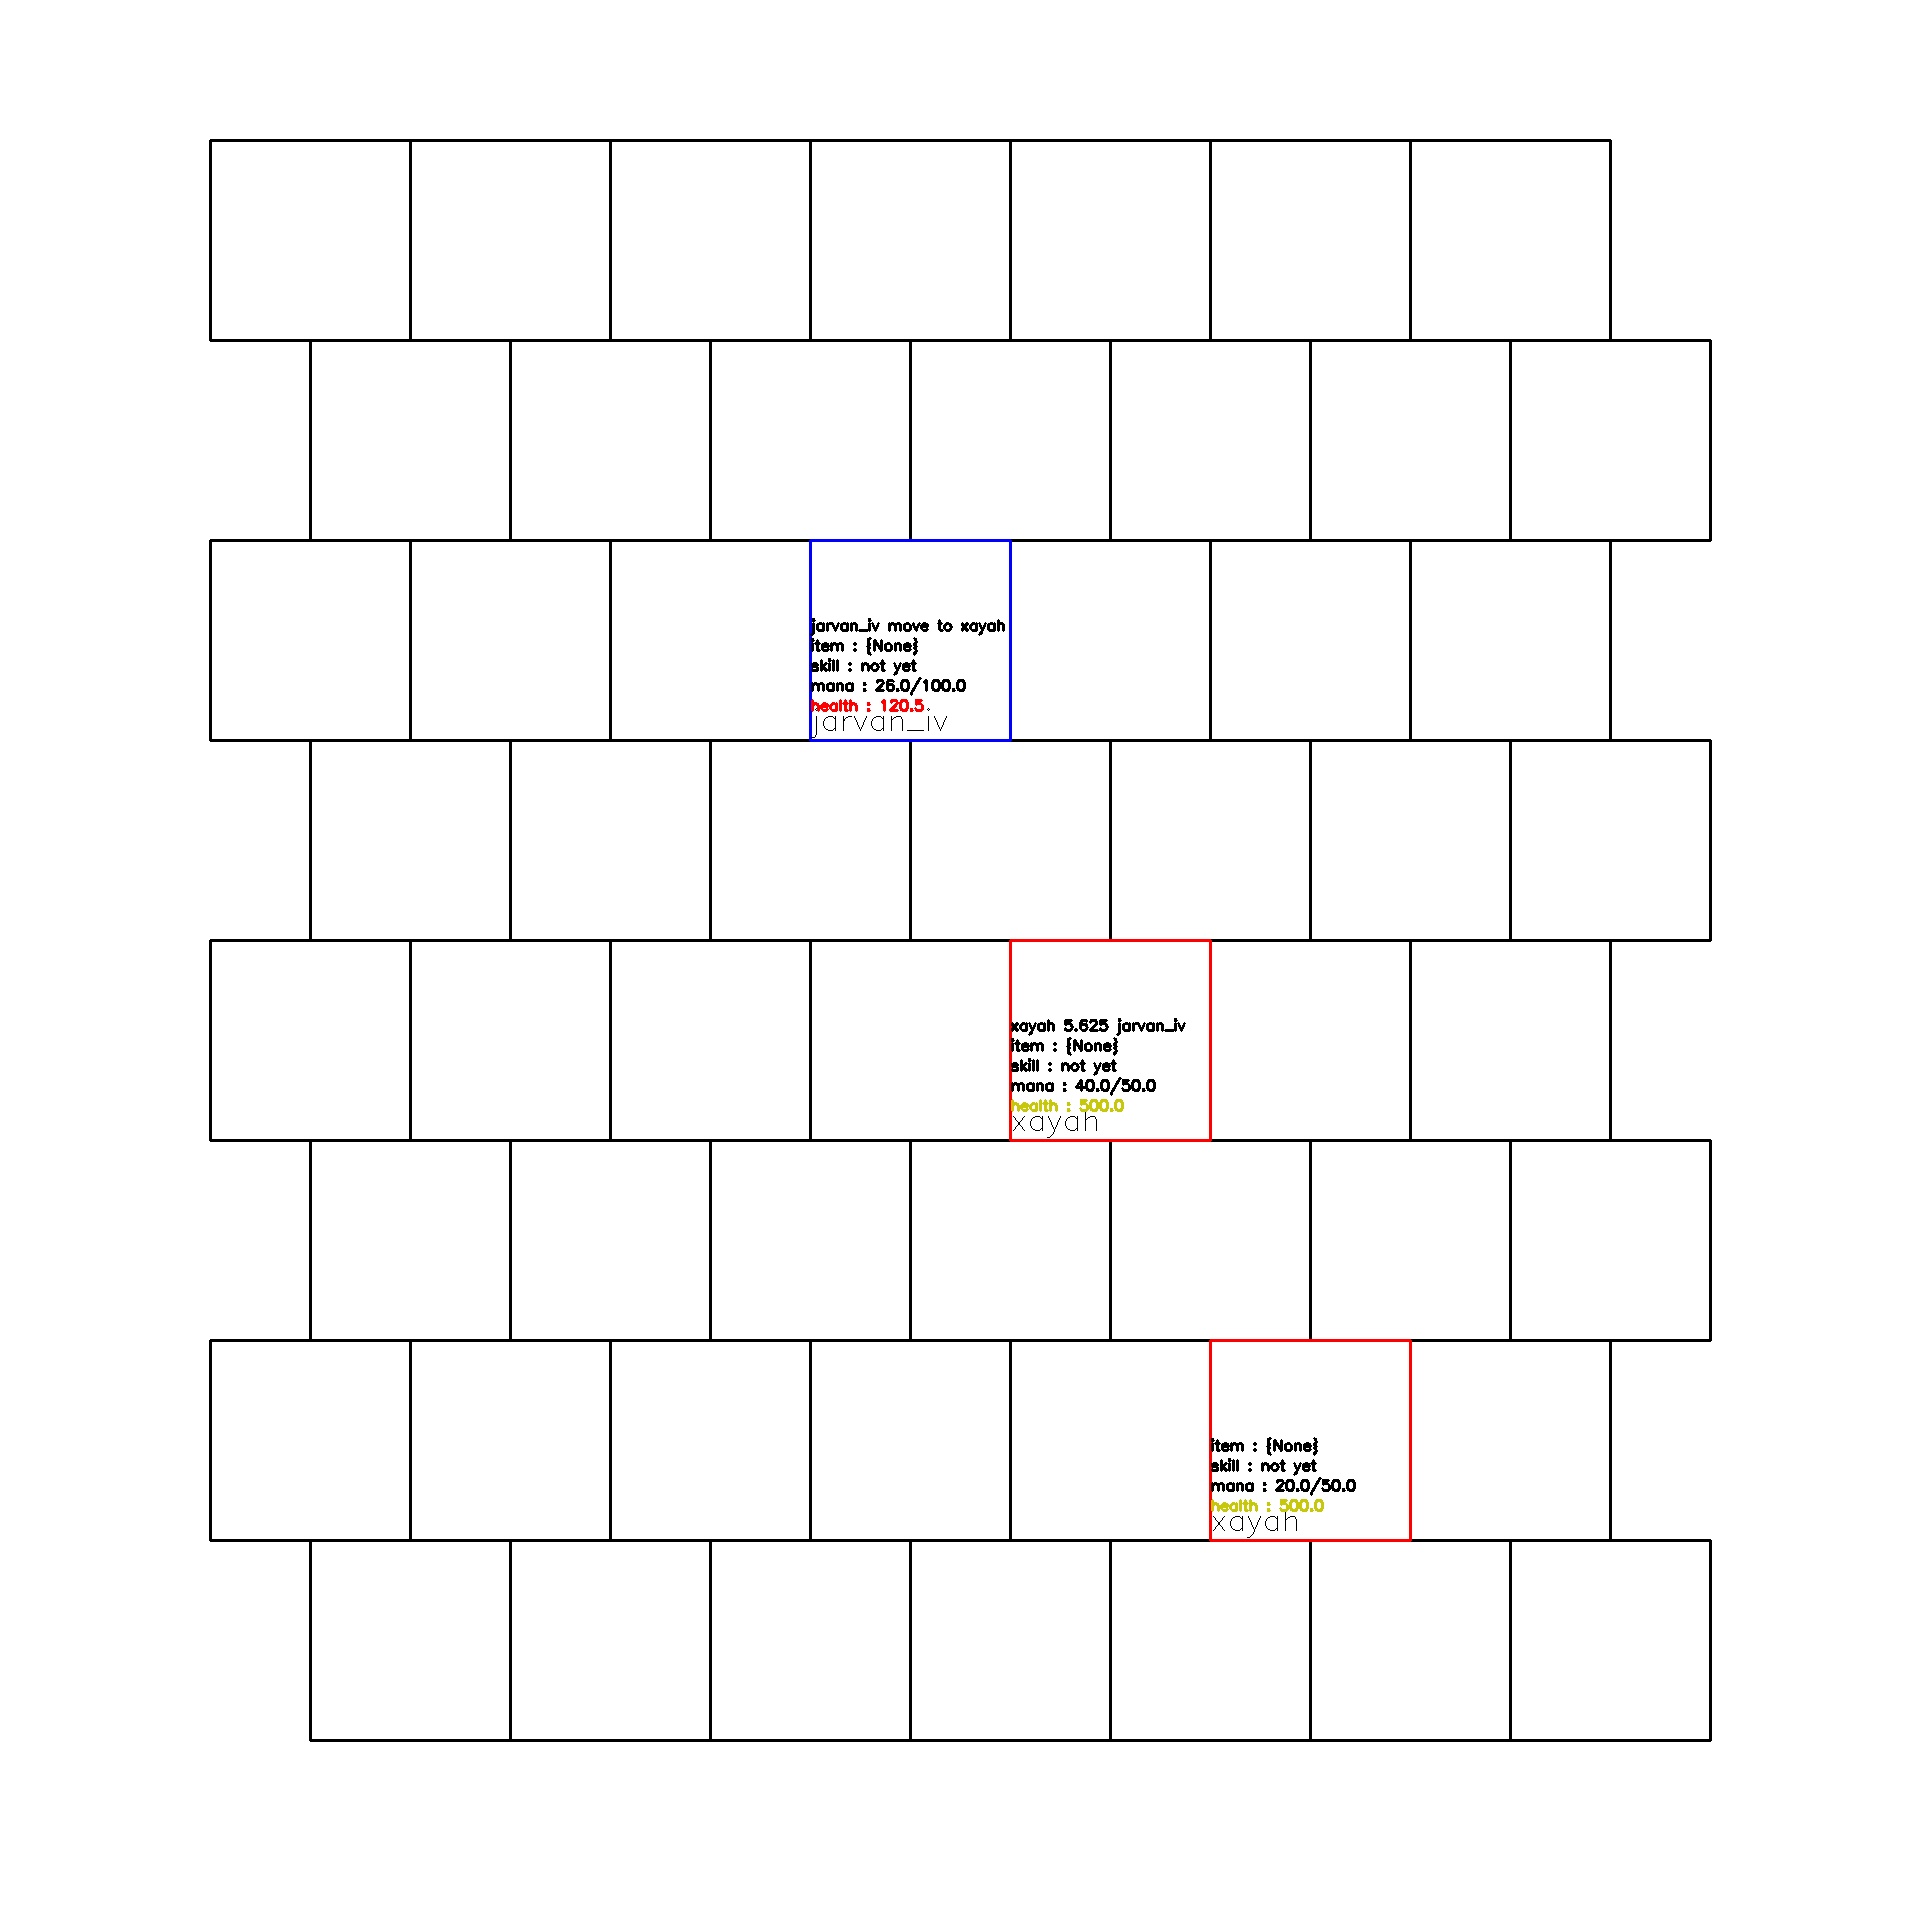 jarvan_iv move to xayah
item : {None}
skill : not yet
mana : 26.0/100.0
health : 120.5
jarvan_iv
xayah 5.625 jarvan_iv
item : {None}
skill : not yet
mana : 40.0/50.0
health : 500.0
xayah
item : {None}
skill : not yet
mana : 20.0/50.0
health : 500.0
xayah